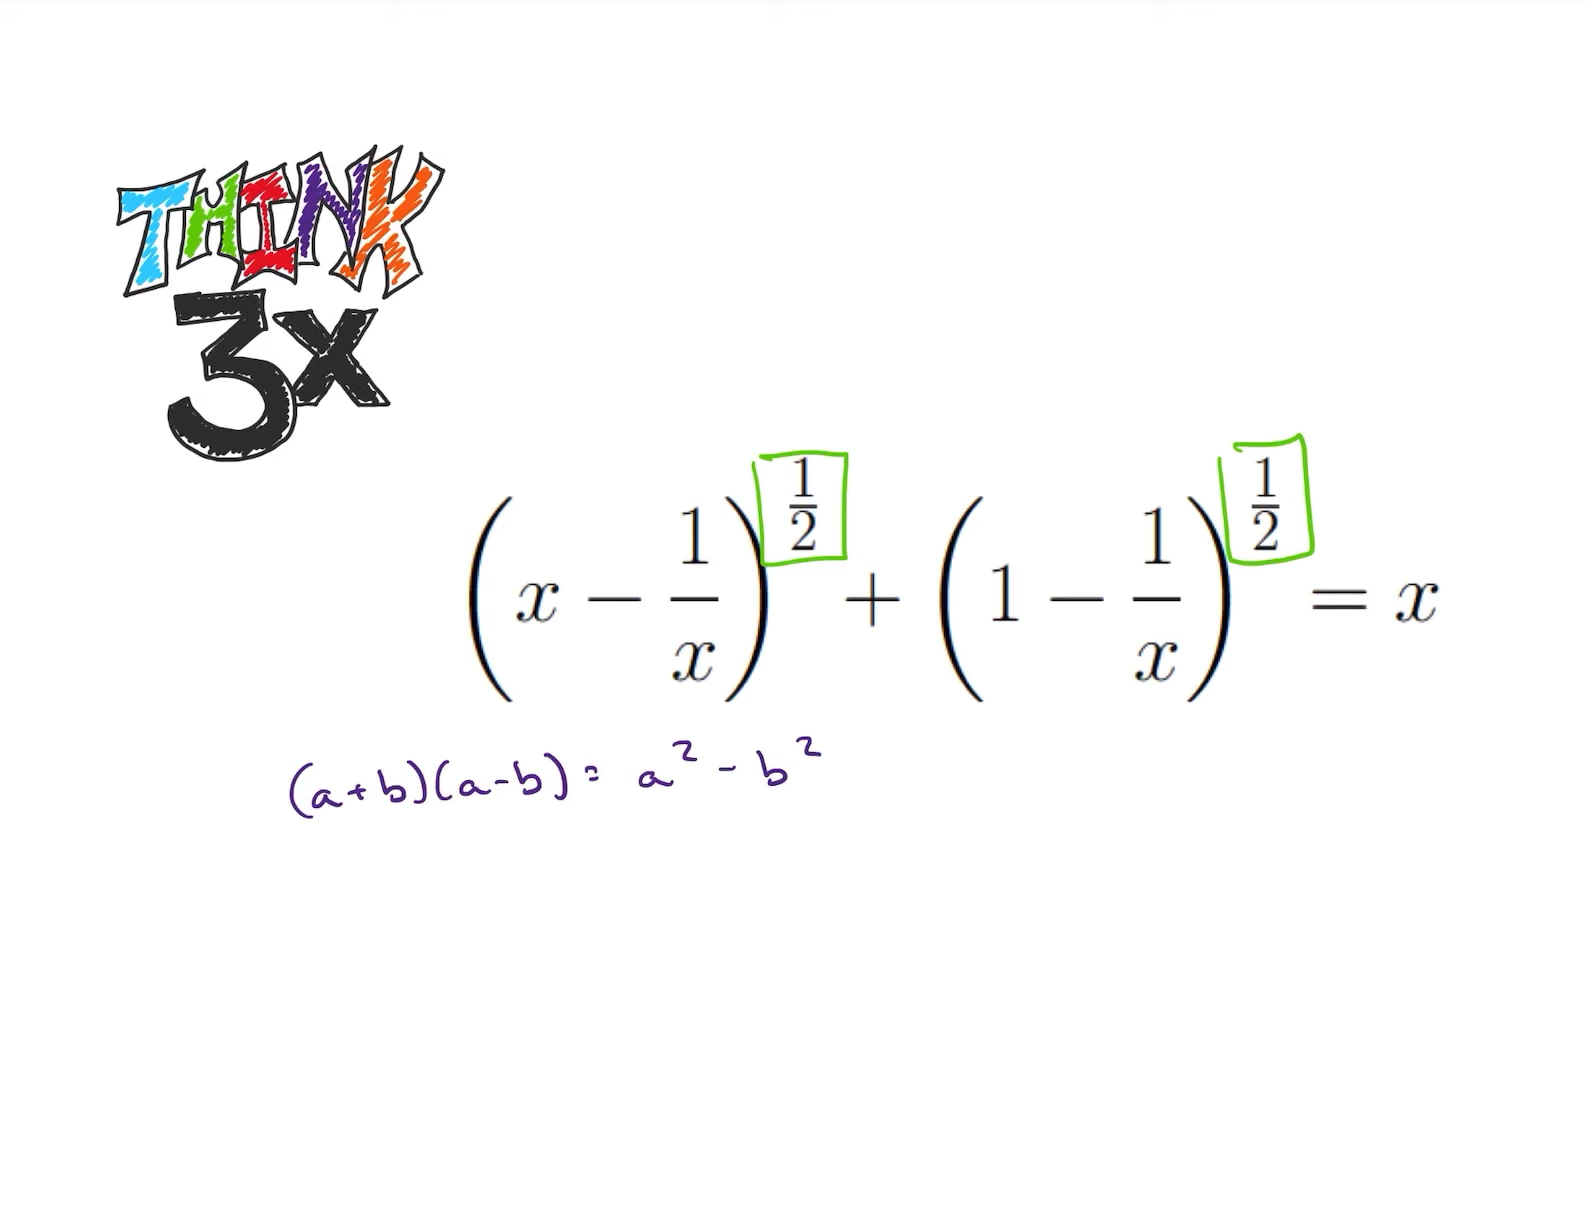 THINK
3x
(x - 1/x)^(1/2) + (1 - 1/x)^(1/2) = x
(a+b)(a-b) = a² - b²